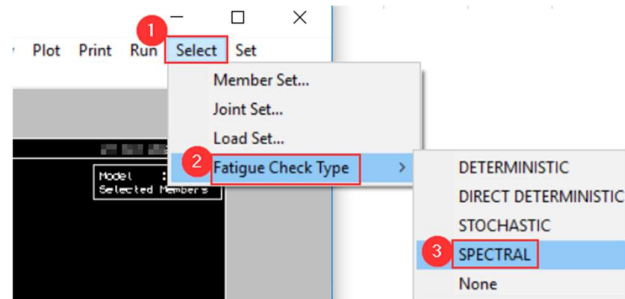 1
Plot Print Run Select Set
Member Set...
Joint Set...
Load Set...
2 Fatigue Check Type >
Model :
Selected Members
DETERMINISTIC
DIRECT DETERMINISTIC
STOCHASTIC
3 SPECTRAL
None